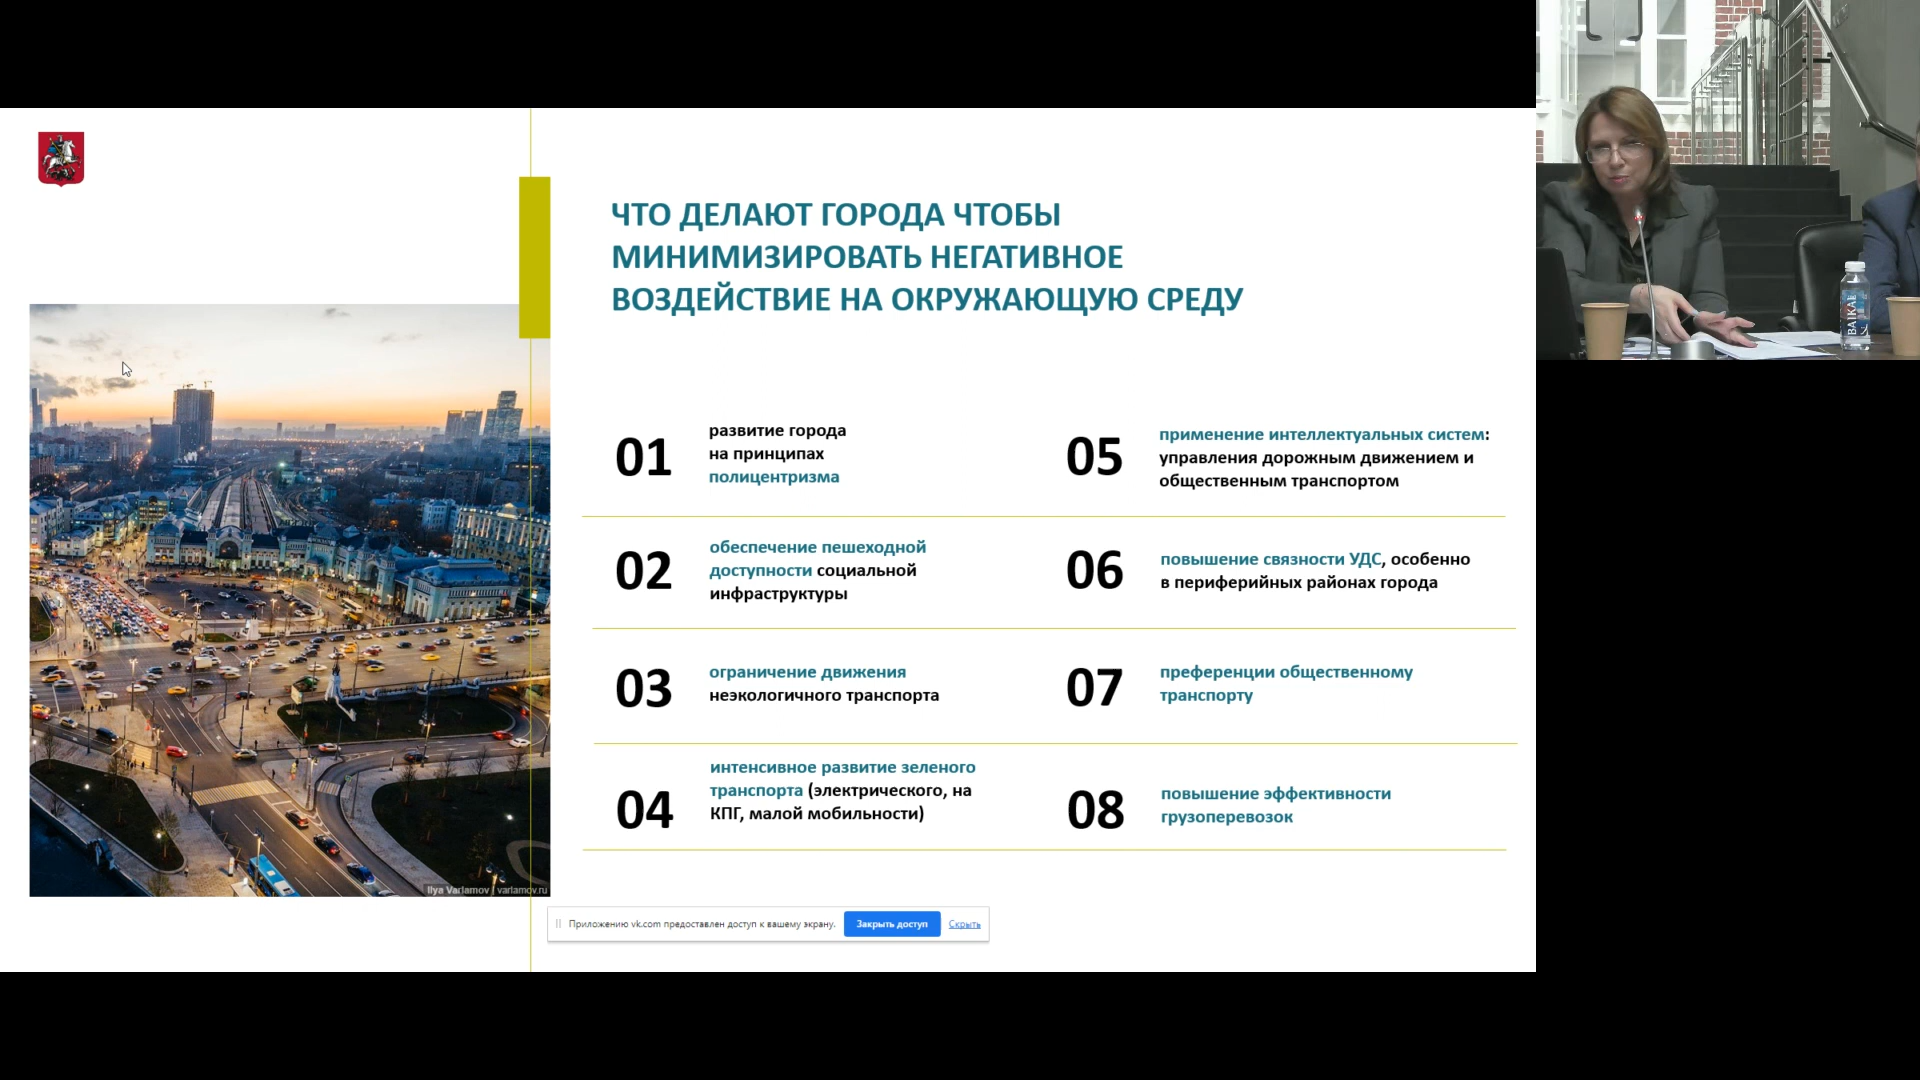 ЧТО ДЕЛАЮТ ГОРОДА ЧТОБЫ
МИНИМИЗИРОВАТЬ НЕГАТИВНОЕ
ВОЗДЕЙСТВИЕ НА ОКРУЖАЮЩУЮ СРЕДУ
01
развитие города
на принципах
полицентризма
02
обеспечение пешеходной
доступности социальной
инфраструктуры
03
ограничение движения
неэкологичного транспорта
04
интенсивное развитие зеленого
транспорта (электрического, на
КПГ, малой мобильности)
05
применение интеллектуальных систем:
управления дорожным движением и
общественным транспортом
06
повышение связности УДС, особенно
в периферийных районах города
07
преференции общественному
транспорту
08
повышение эффективности
грузоперевозок
Ilya Varlamov | varlamov.ru
Приложению vk.com предоставлен доступ к вашему экрану.
Закрыть доступ
Скрыть
BAIKAL